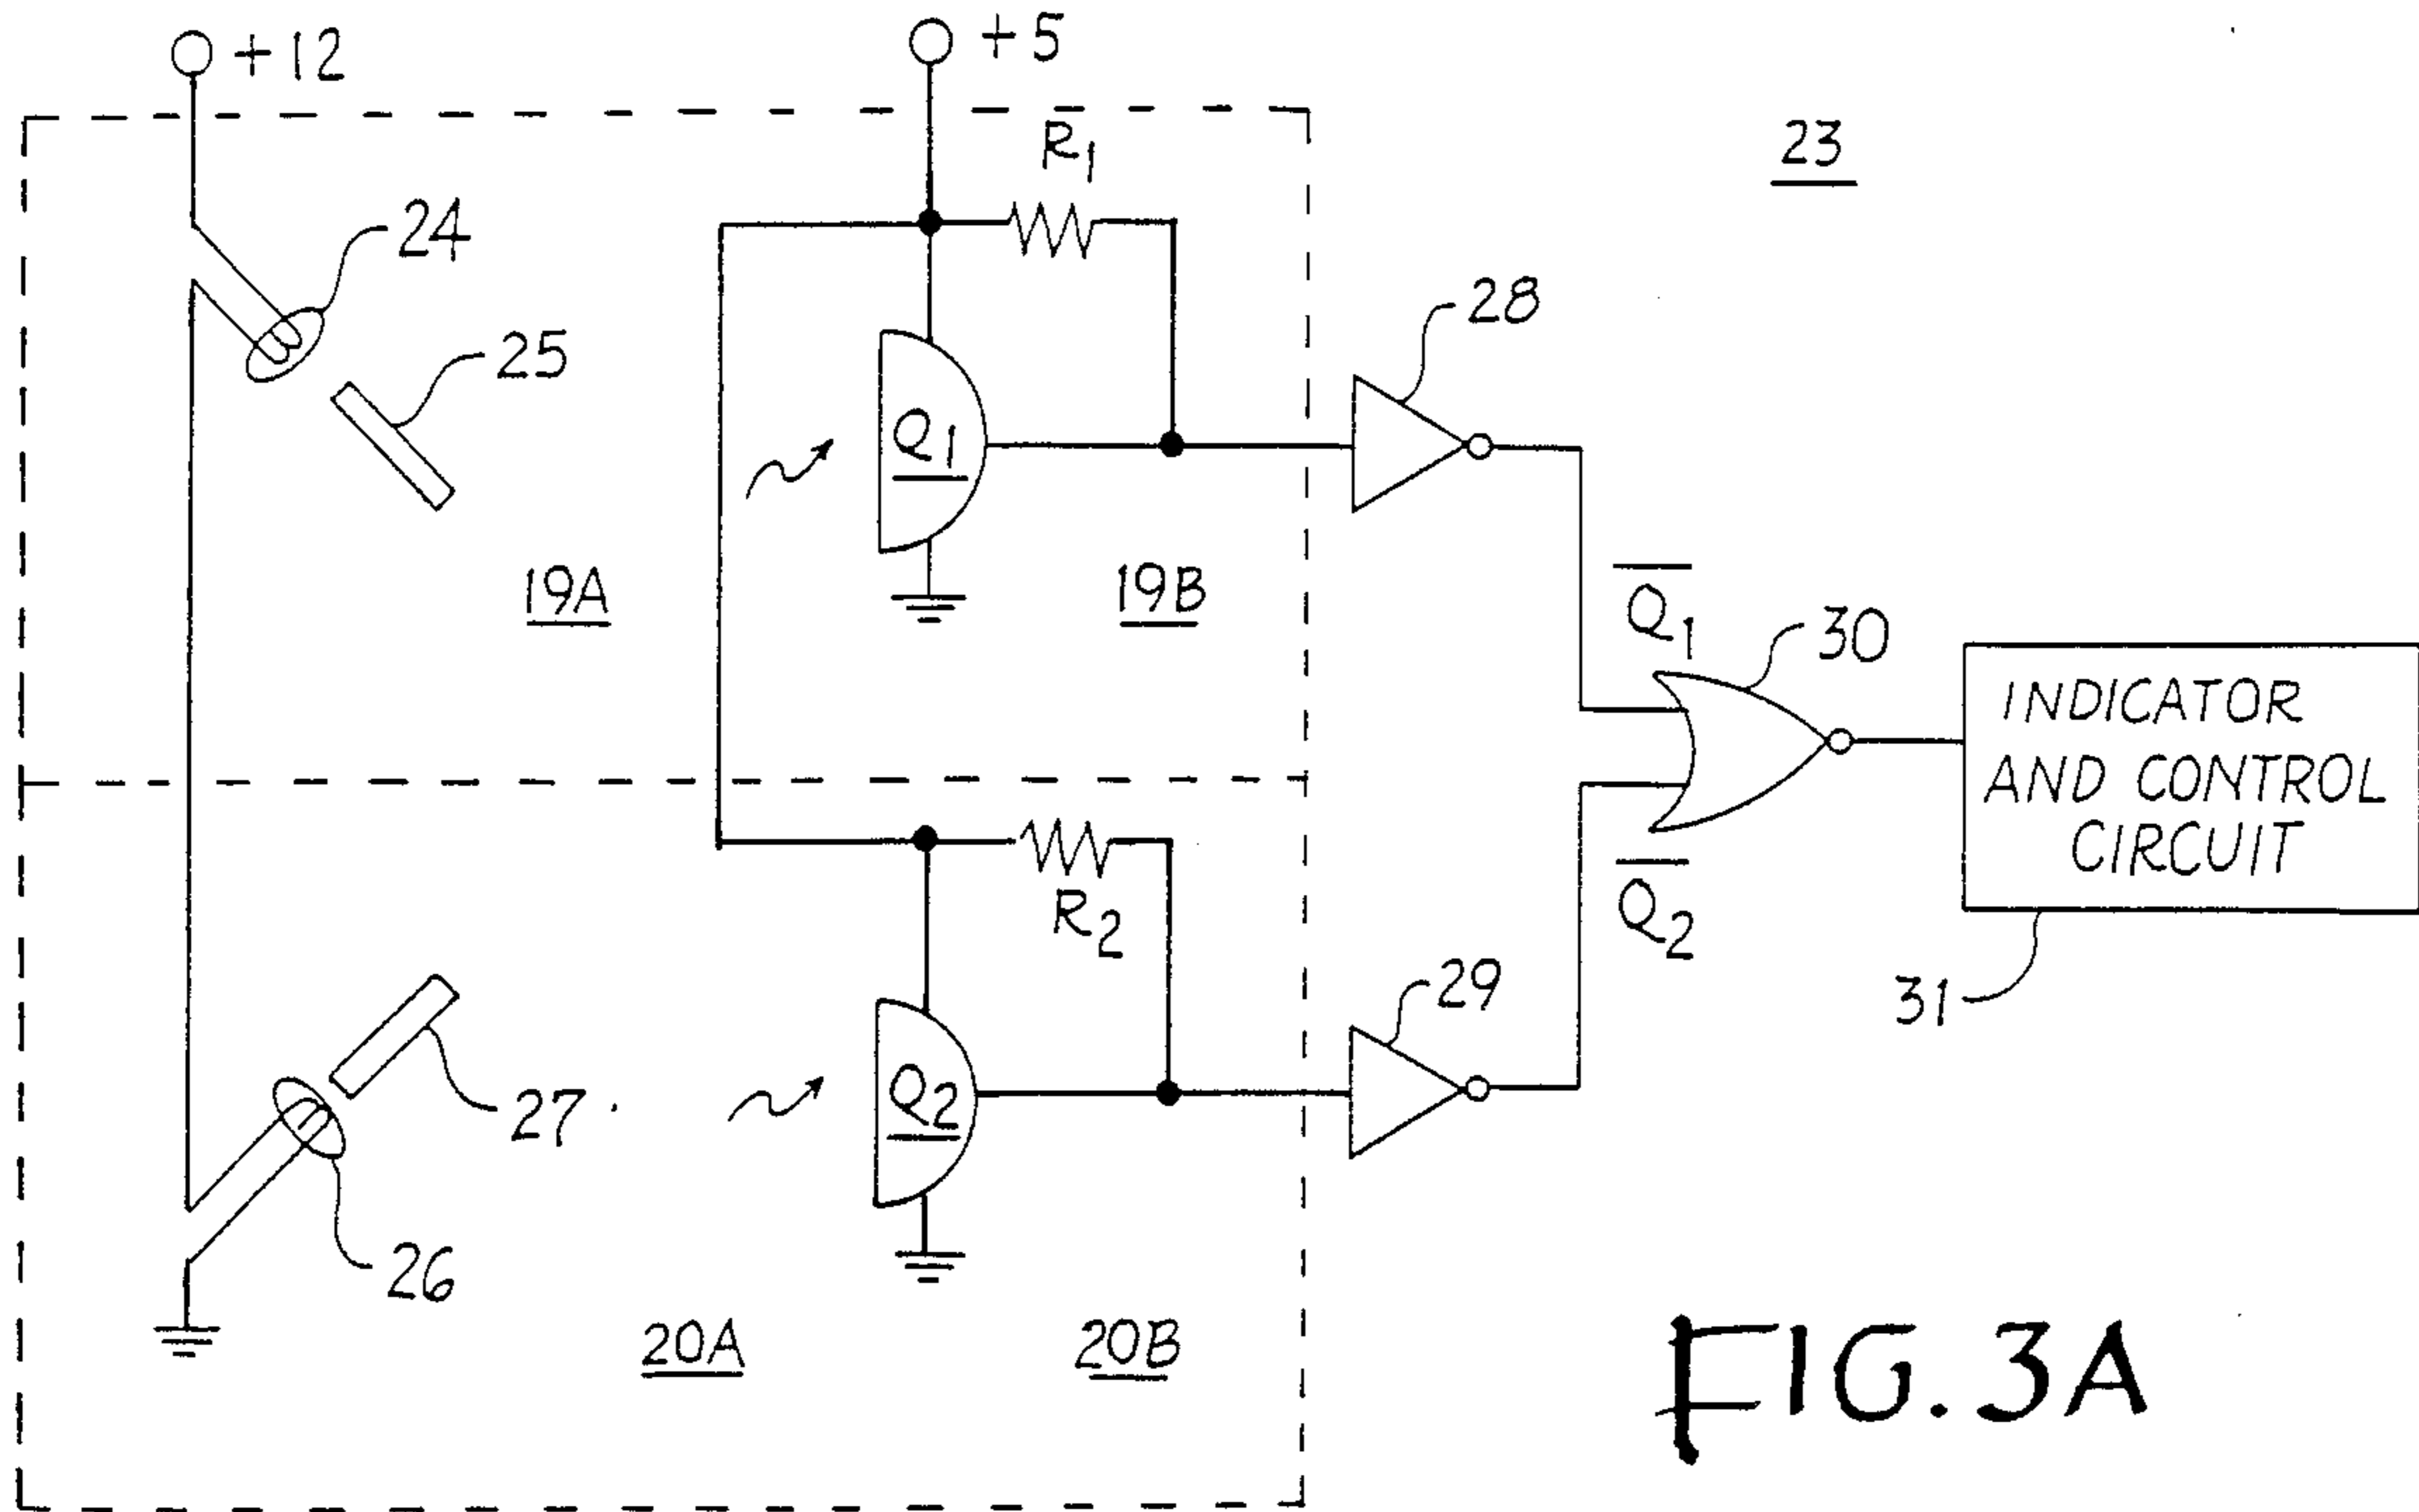 +12
+5
R1
23
24
25
28
Q1
19A
19B
Q̅1
30
INDICATOR
AND CONTROL
CIRCUIT
R2
Q̅2
31
29
27
Q2
26
20A
20B
FIG. 3A